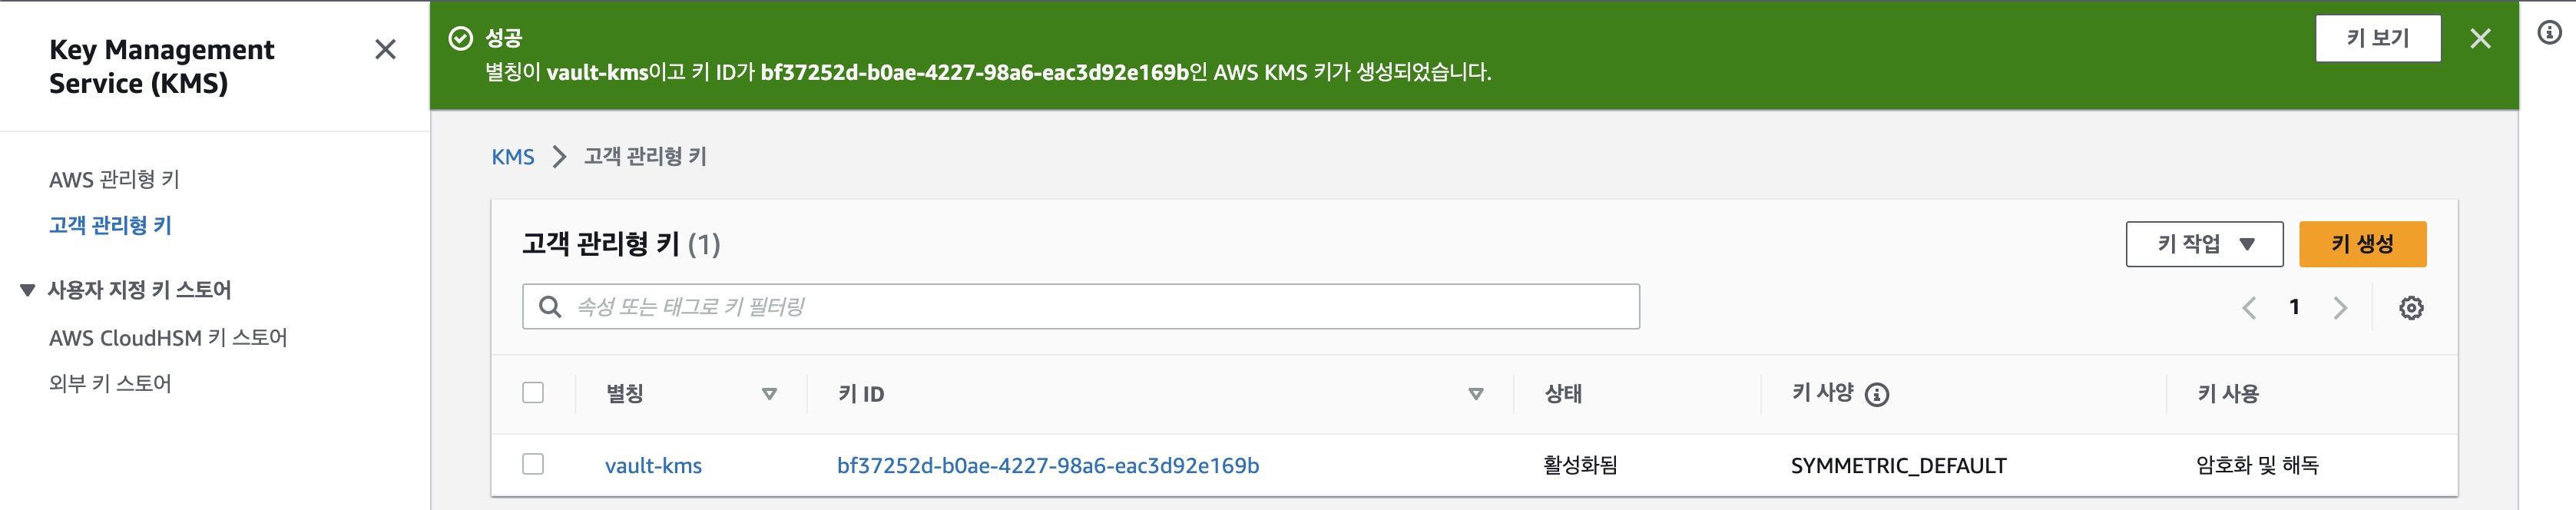 Key Management
Service (KMS)
AWS 관리형 키
고객 관리형 키
사용자 지정 키 스토어
AWS CloudHSM 키 스토어
외부 키 스토어
성공
별칭이 vault-kms이고 키 ID가 bf37252d-b0ae-4227-98a6-eac3d92e169b인 AWS KMS 키가 생성되었습니다.
키 보기
KMS > 고객 관리형 키
고객 관리형 키 (1)
키 작업
키 생성
속성 또는 태그로 키 필터링
1
별칭 키 ID 상태 키 사양 키 사용
vault-kms bf37252d-b0ae-4227-98a6-eac3d92e169b 활성화됨 SYMMETRIC_DEFAULT 암호화 및 해독